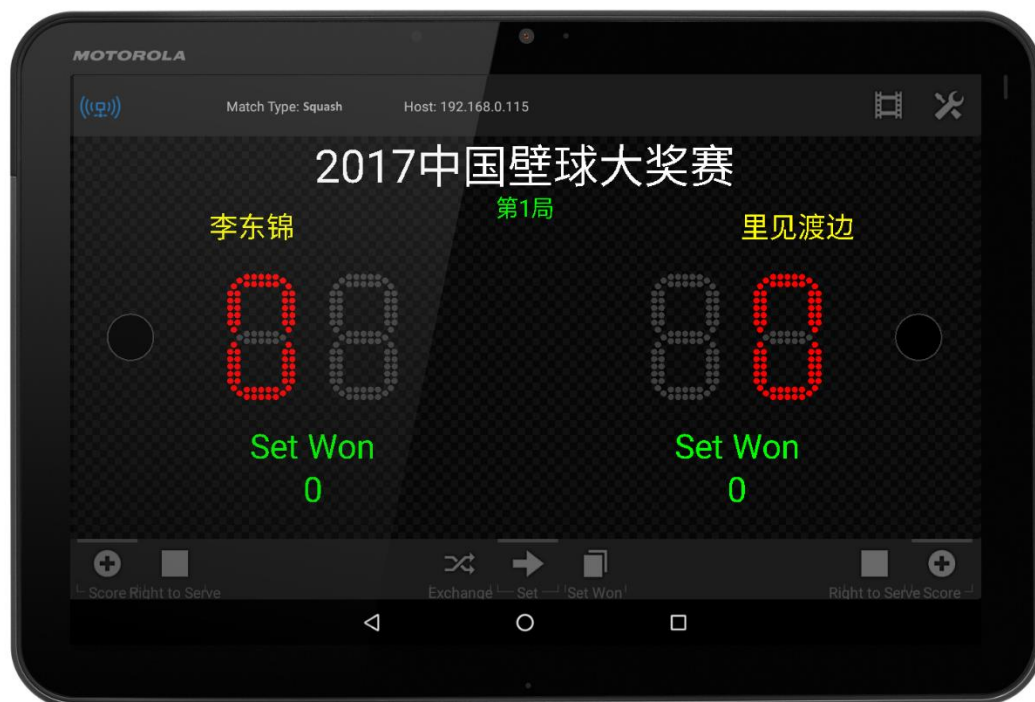 MOTOROLA
Match Type: Squash Host: 192.168.0.115
2017中国壁球大奖赛
第1局
李东锦 里见渡边
0 0
Set Won Set Won
0 0
Score Right to Serve Exchange Set Set Won Right to Serve Score